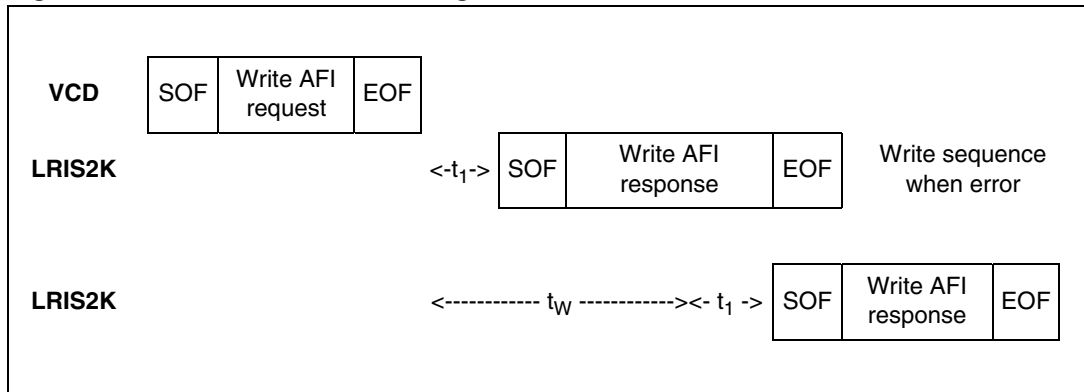 VCD SOF Write AFI request EOF
LRIS2K <-t1-> SOF Write AFI response EOF Write sequence when error
LRIS2K <------------ tW ------------><- t1 -> SOF Write AFI response EOF